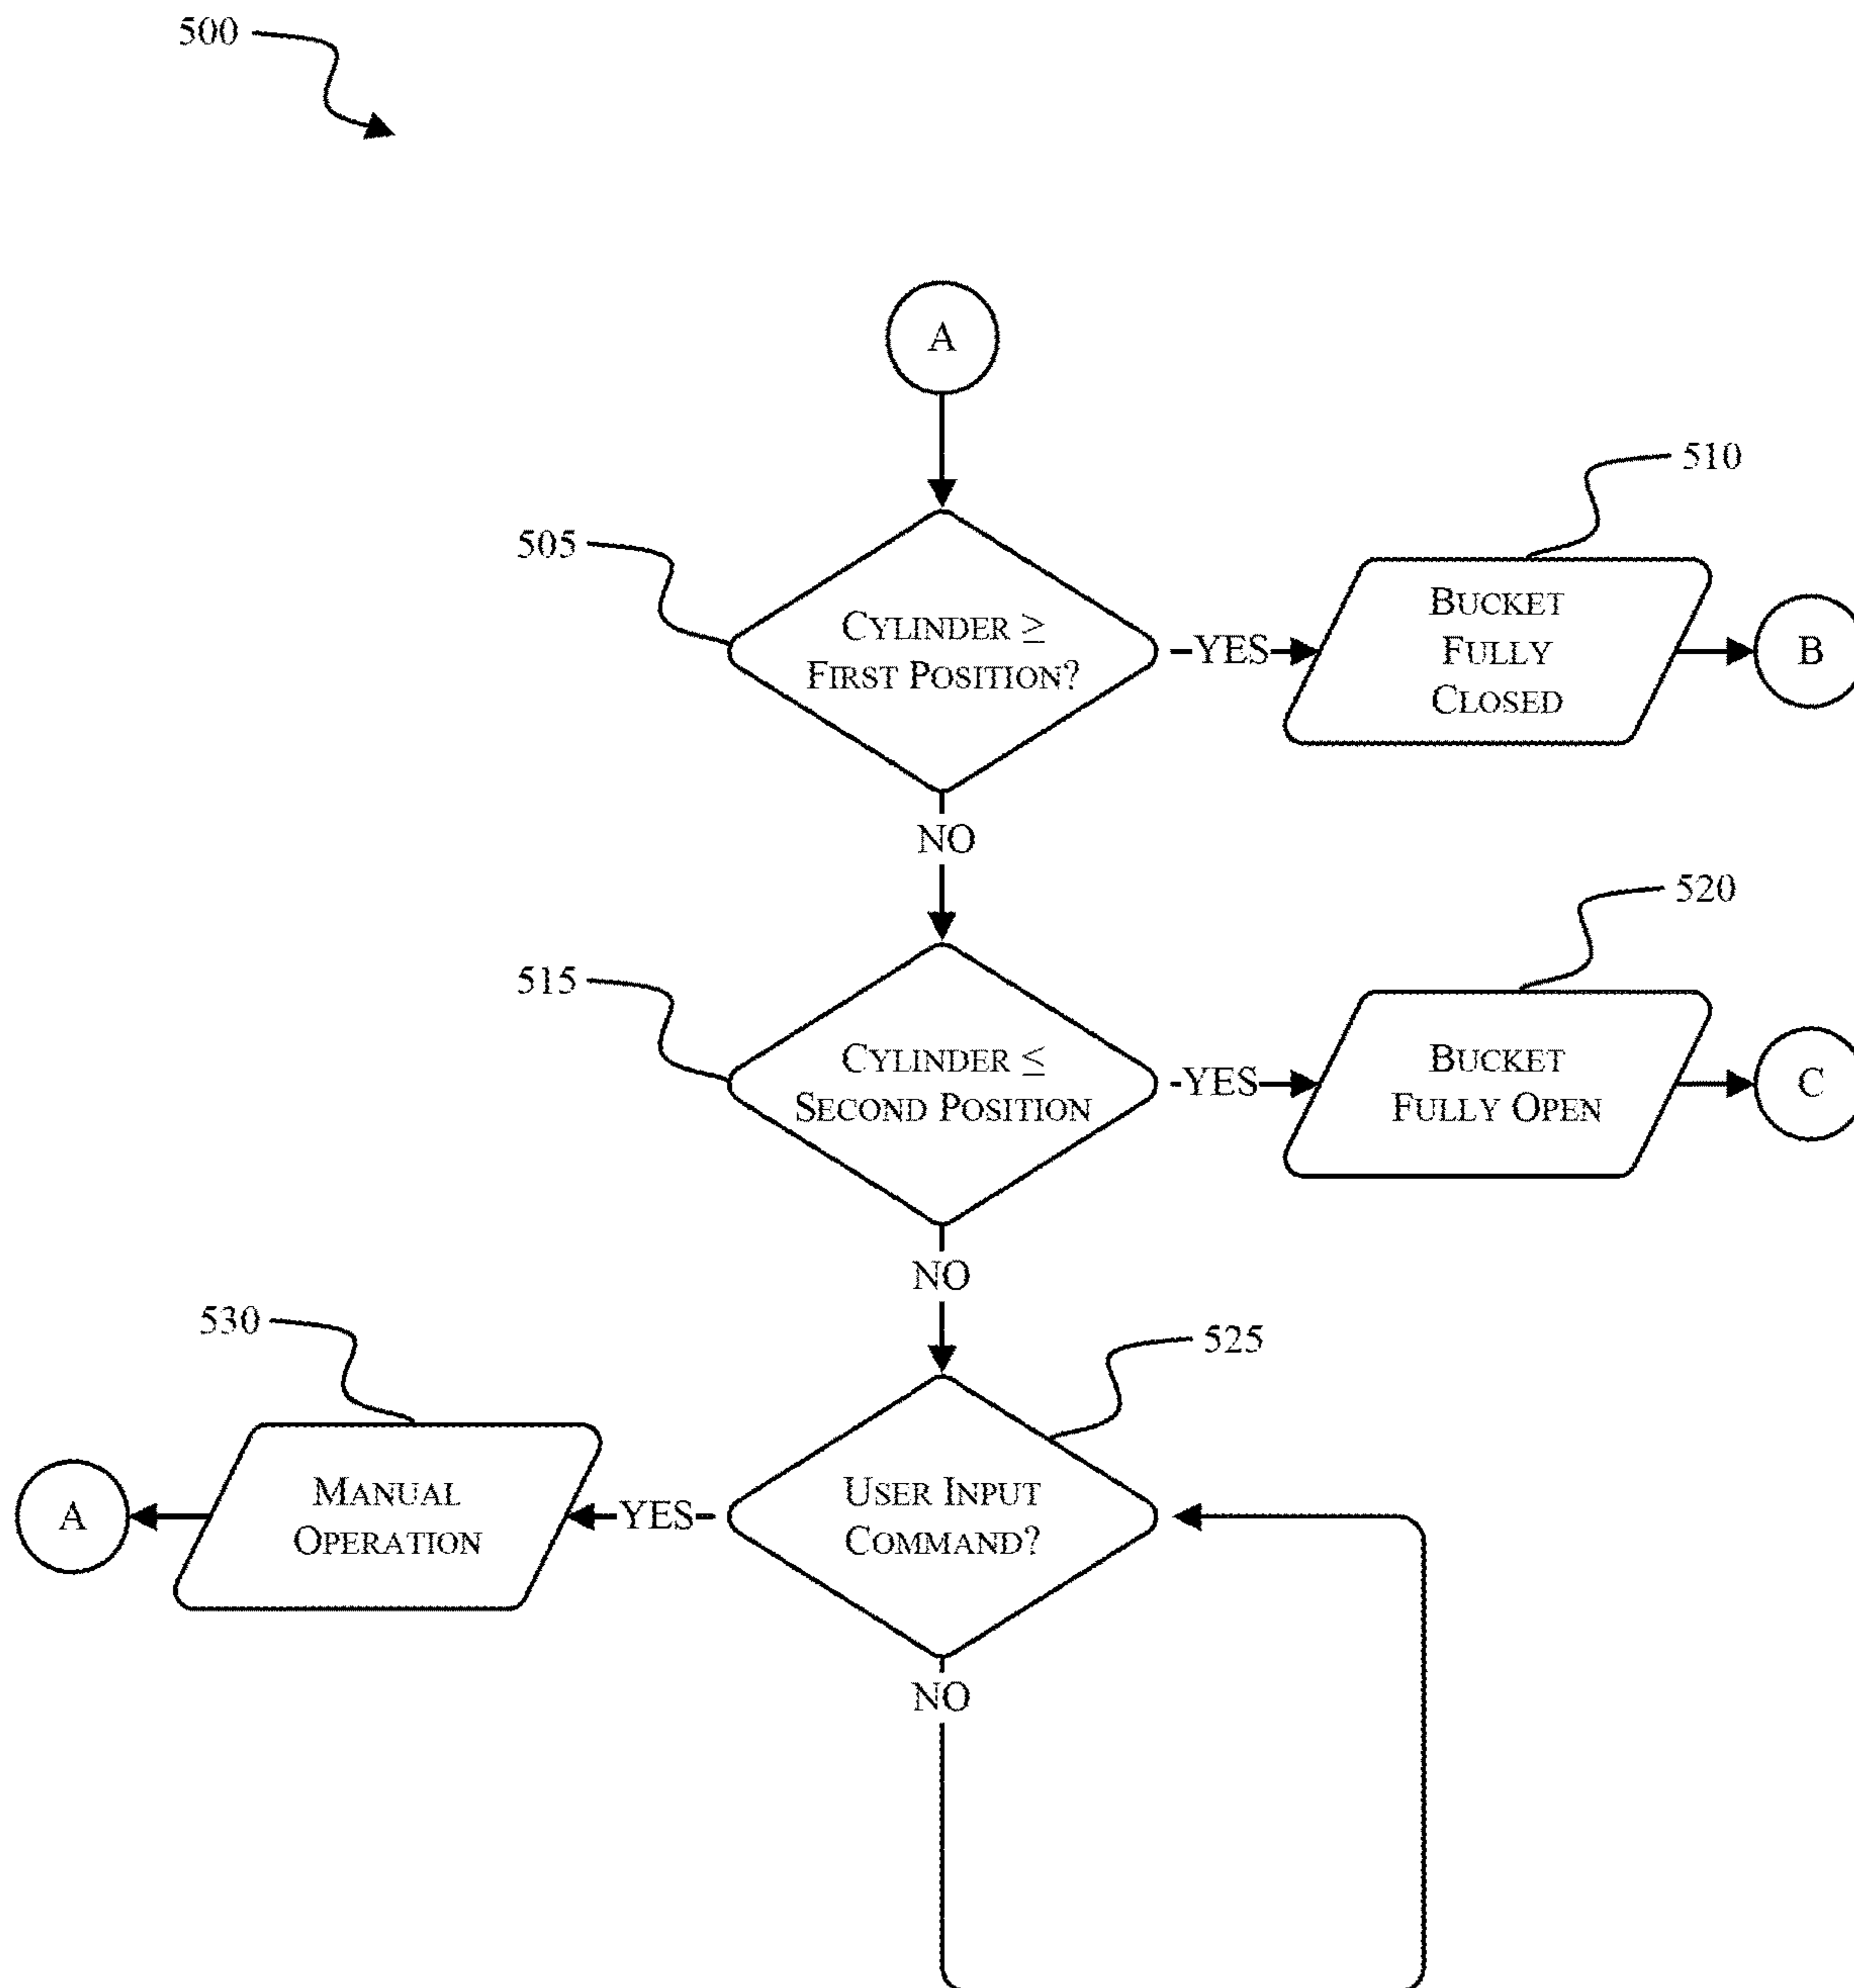 500
A
510
505
CYLINDER ≥
FIRST POSITION?
YES
BUCKET
FULLY
CLOSED
B
NO
520
515
CYLINDER ≤
SECOND POSITION
YES
BUCKET
FULLY OPEN
C
NO
530
525
A
MANUAL
OPERATION
YES
USER INPUT
COMMAND?
NO